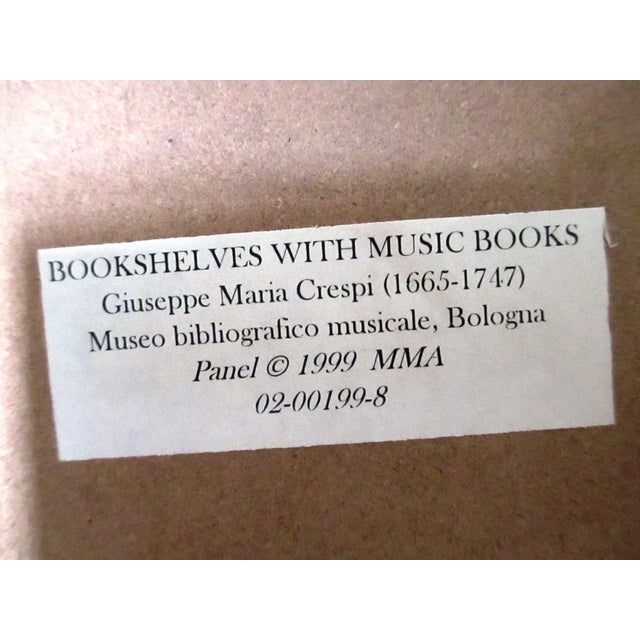 BOOKSHELVES WITH MUSIC BOOKS
Giuseppe Maria Crespi (1665-1747)
Museo bibliografico musicale, Bologna
Panel © 1999 MMA
02-00199-8